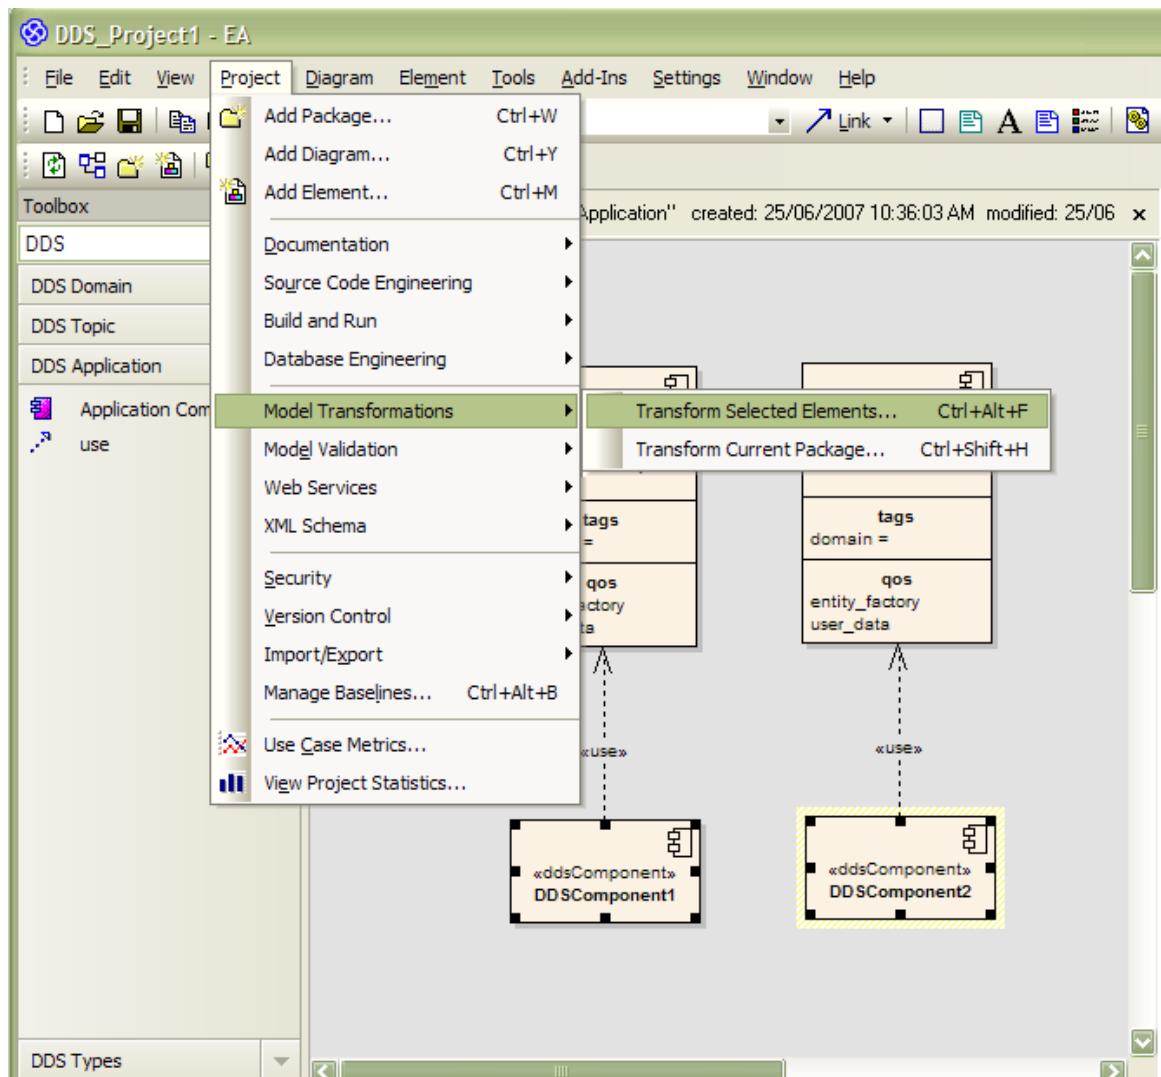 DDS_Project1 - EA
File Edit View Project Diagram Element Tools Add-Ins Settings Window Help
Link
Toolbox
DDS
DDS Domain
DDS Topic
DDS Application
Application Com
use
DDS Types
Add Package... Ctrl+W
Add Diagram... Ctrl+Y
Add Element... Ctrl+M
Documentation
Source Code Engineering
Build and Run
Database Engineering
Model Transformations
Model Validation
Web Services
XML Schema
Security
Version Control
Import/Export
Manage Baselines... Ctrl+Alt+B
Use Case Metrics...
View Project Statistics...
Transform Selected Elements... Ctrl+Alt+F
Transform Current Package... Ctrl+Shift+H
Application" created: 25/06/2007 10:36:03 AM modified: 25/06
tags
=
qos
actory
ta
«use»
«ddsComponent»
DDSComponent1
tags
domain =
qos
entity_factory
user_data
«use»
«ddsComponent»
DDSComponent2